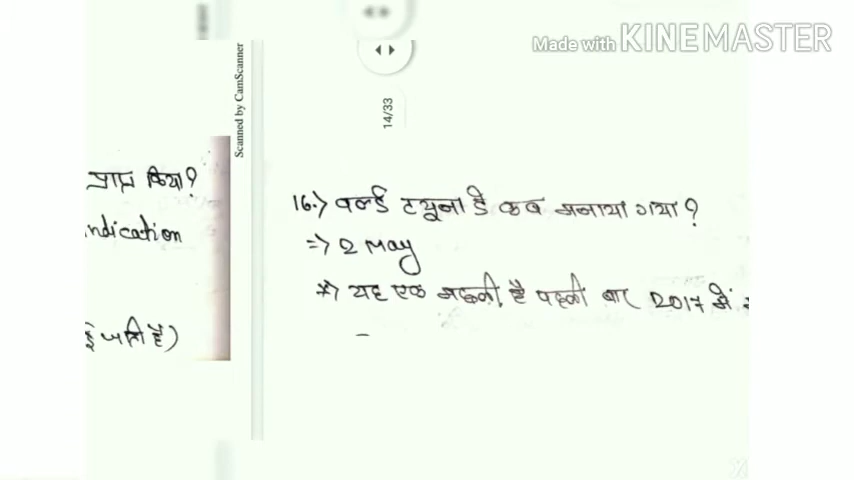 Made with KINEMASTER
प्राप्त किया?
ndication
ई जाती है)
Scanned by CamScanner
14/33
16.) वर्ल्ड टयूना डे कब मनाया गया?
=> 2 May
*> यह एक मछली है पहली बार 2017 में